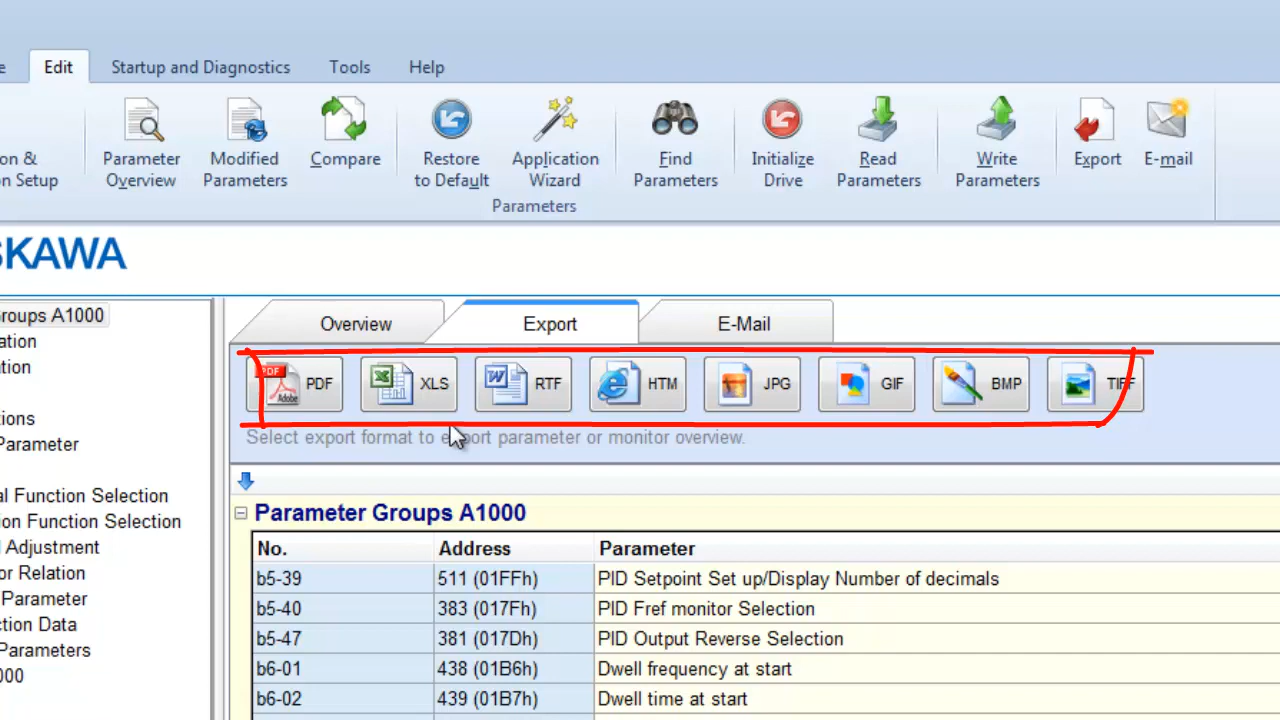 Edit Startup and Diagnostics Tools Help
on & Parameter Modified Compare Restore Application Find Initialize Read Write Export E-mail
on Setup Overview Parameters to Default Wizard Parameters Drive Parameters Parameters
Parameters
SKAWA
roups A1000
Overview Export E-Mail
ation
tion
PDF PDF Adobe XLS RTF HTM JPG GIF BMP TIFF
tions
Select export format to export parameter or monitor overview.
Parameter
al Function Selection
Parameter Groups A1000
ion Function Selection
Adjustment
No. Address Parameter
or Relation
b5-39 511 (01FFh) PID Setpoint Set up/Display Number of decimals
Parameter
b5-40 383 (017Fh) PID Fref monitor Selection
ction Data
b5-47 381 (017Dh) PID Output Reverse Selection
Parameters
b6-01 438 (01B6h) Dwell frequency at start
000
b6-02 439 (01B7h) Dwell time at start